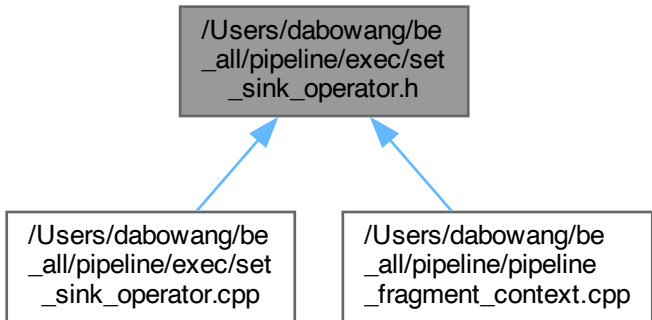 /Users/dabowang/be
_all/pipeline/exec/set
_sink_operator.h
/Users/dabowang/be
_all/pipeline/exec/set
_sink_operator.cpp
/Users/dabowang/be
_all/pipeline/pipeline
_fragment_context.cpp